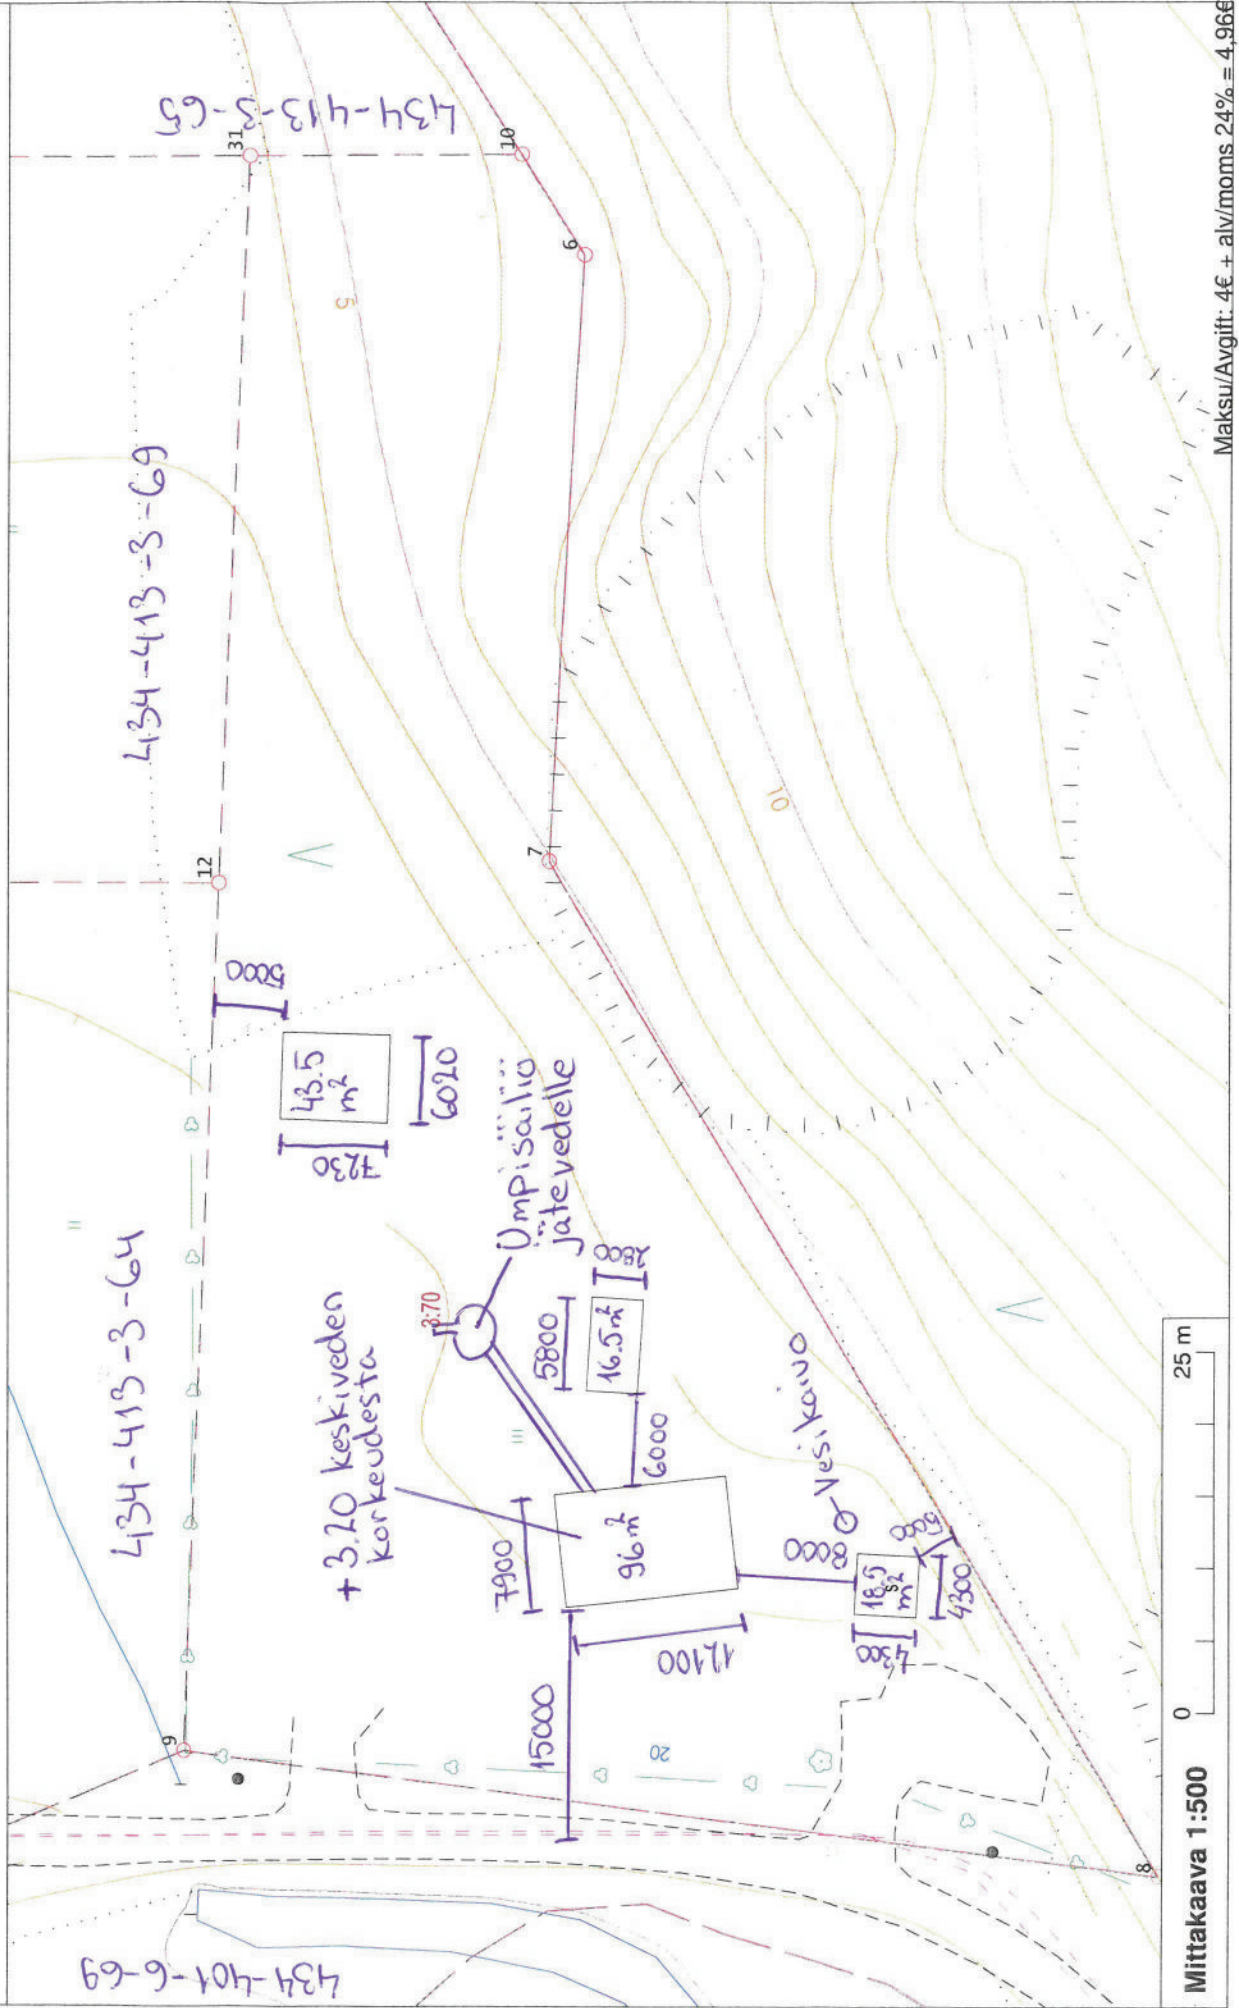 434-401-6-69
434-413-3-64
434-413-3-69
434-413-3-65
9
12
31
10
6
7
8
5
10
20
5000
43.5
m²
7230
6020
+3.20 keskiveden
korkeudesta
3.70
Umpisäiliö
jätevedelle
7900
96 m²
12100
15000
5800
16.5 m²
2800
6000
Vesikaivo
8000
18.5
s
m²
4300
4300
5000
Mittakaava 1:500
0 25 m
Maksu/Avgift: 4€ + alv/moms 24% = 4,96€